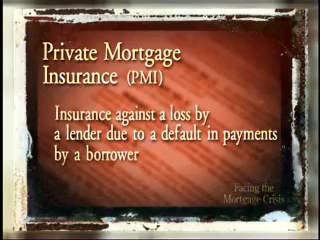 Private Mortgage
Insurance (PMI)
Insurance against a loss by
a lender due to a default in payments
by a borrower
Facing the
Mortgage Crisis